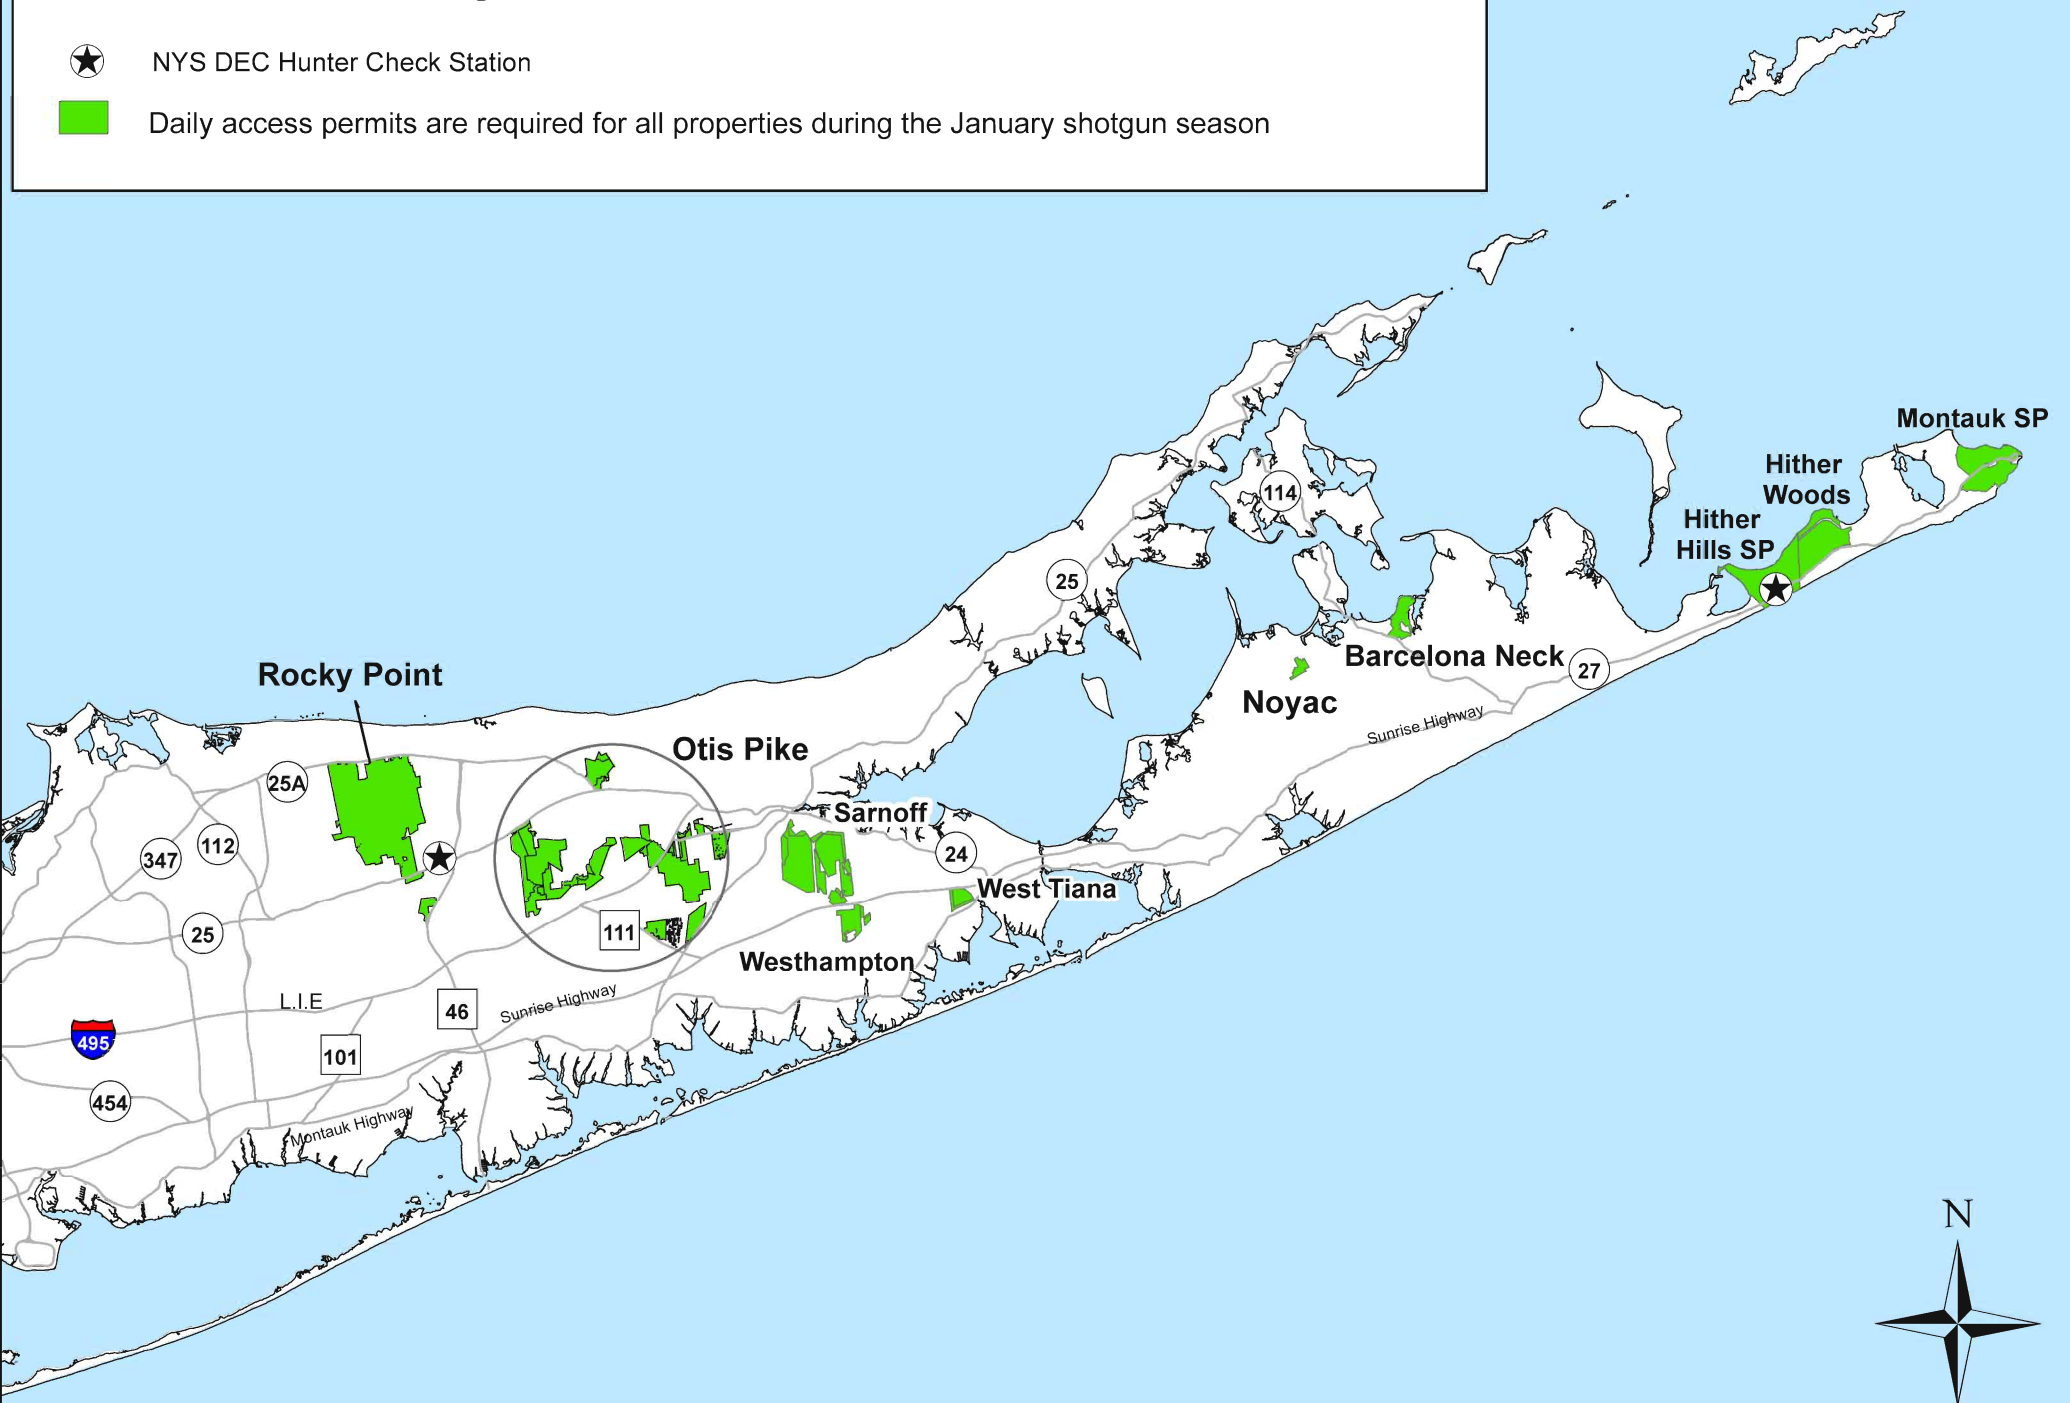 NYS DEC Hunter Check Station
Daily access permits are required for all properties during the January shotgun season
Montauk SP
Hither
Woods
Hither
Hills SP
114
25
Barcelona Neck
27
Noyac
Sunrise Highway
Rocky Point
Otis Pike
25A
Sarnoff
347
112
24
West Tiana
25
111
Westhampton
L.I.E
46
Sunrise Highway
495
101
454
Montauk Highway
N